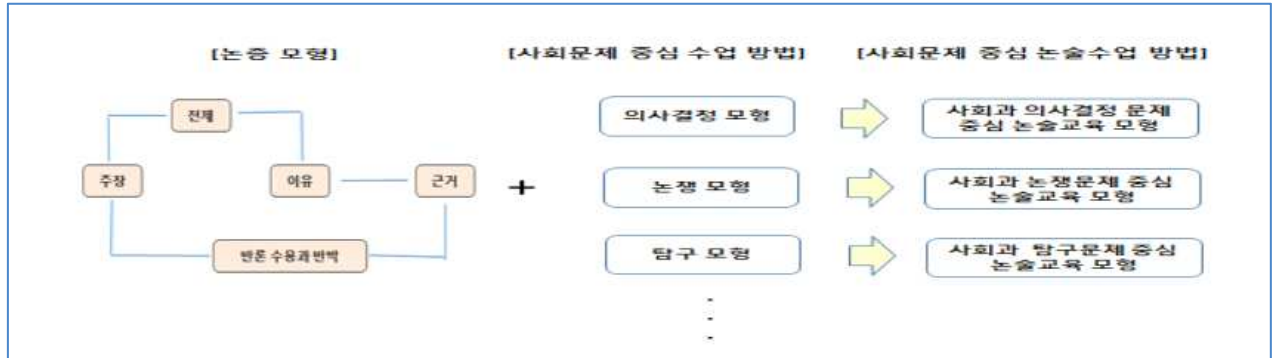 [논증 모형]
[사회문제 중심 수업 방법]
[사회문제 중심 논술수업 방법]
전제
주장
이유
근거
반론 수용과 반박
+
의사결정 모형
사회과 의사결정 문제
중심 논술교육 모형
논쟁 모형
사회과 논쟁문제 중심
논술교육 모형
탐구 모형
사회과 탐구문제 중심
논술교육 모형